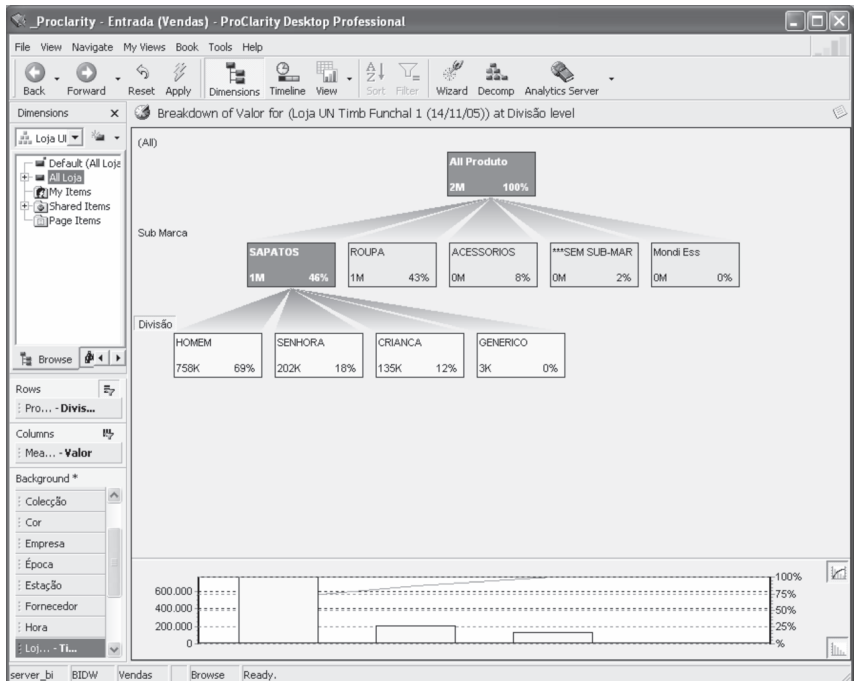 _Proclarity - Entrada (Vendas) - ProClarity Desktop Professional
File View Navigate My Views Book Tools Help
Back Forward Reset Apply Dimensions Timeline View Sort Filter Wizard Decomp Analytics Server
Dimensions x
Breakdown of Valor for (Loja UN Timb Funchal 1 (14/11/05)) at Divisão level
Loja UI
Default (All Loja
All Loja
My Items
Shared Items
Page Items
Browse
Rows
Pro... - Divis...
Columns
Mea... - Valor
Background *
Colecção
Cor
Empresa
Época
Estação
Fornecedor
Hora
Loj... - Ti...
(All)
All Produto
2M 100%
Sub Marca
SAPATOS ROUPA ACESSORIOS ***SEM SUB-MAR Mondi Ess
1M 46% 1M 43% 0M 8% 0M 2% 0M 0%
Divisão
HOMEM SENHORA CRIANCA GENERICO
758K 69% 202K 18% 135K 12% 3K 0%
600.000
400.000
200.000
0
100%
75%
50%
25%
%
server_bi BIDW Vendas Browse Ready.